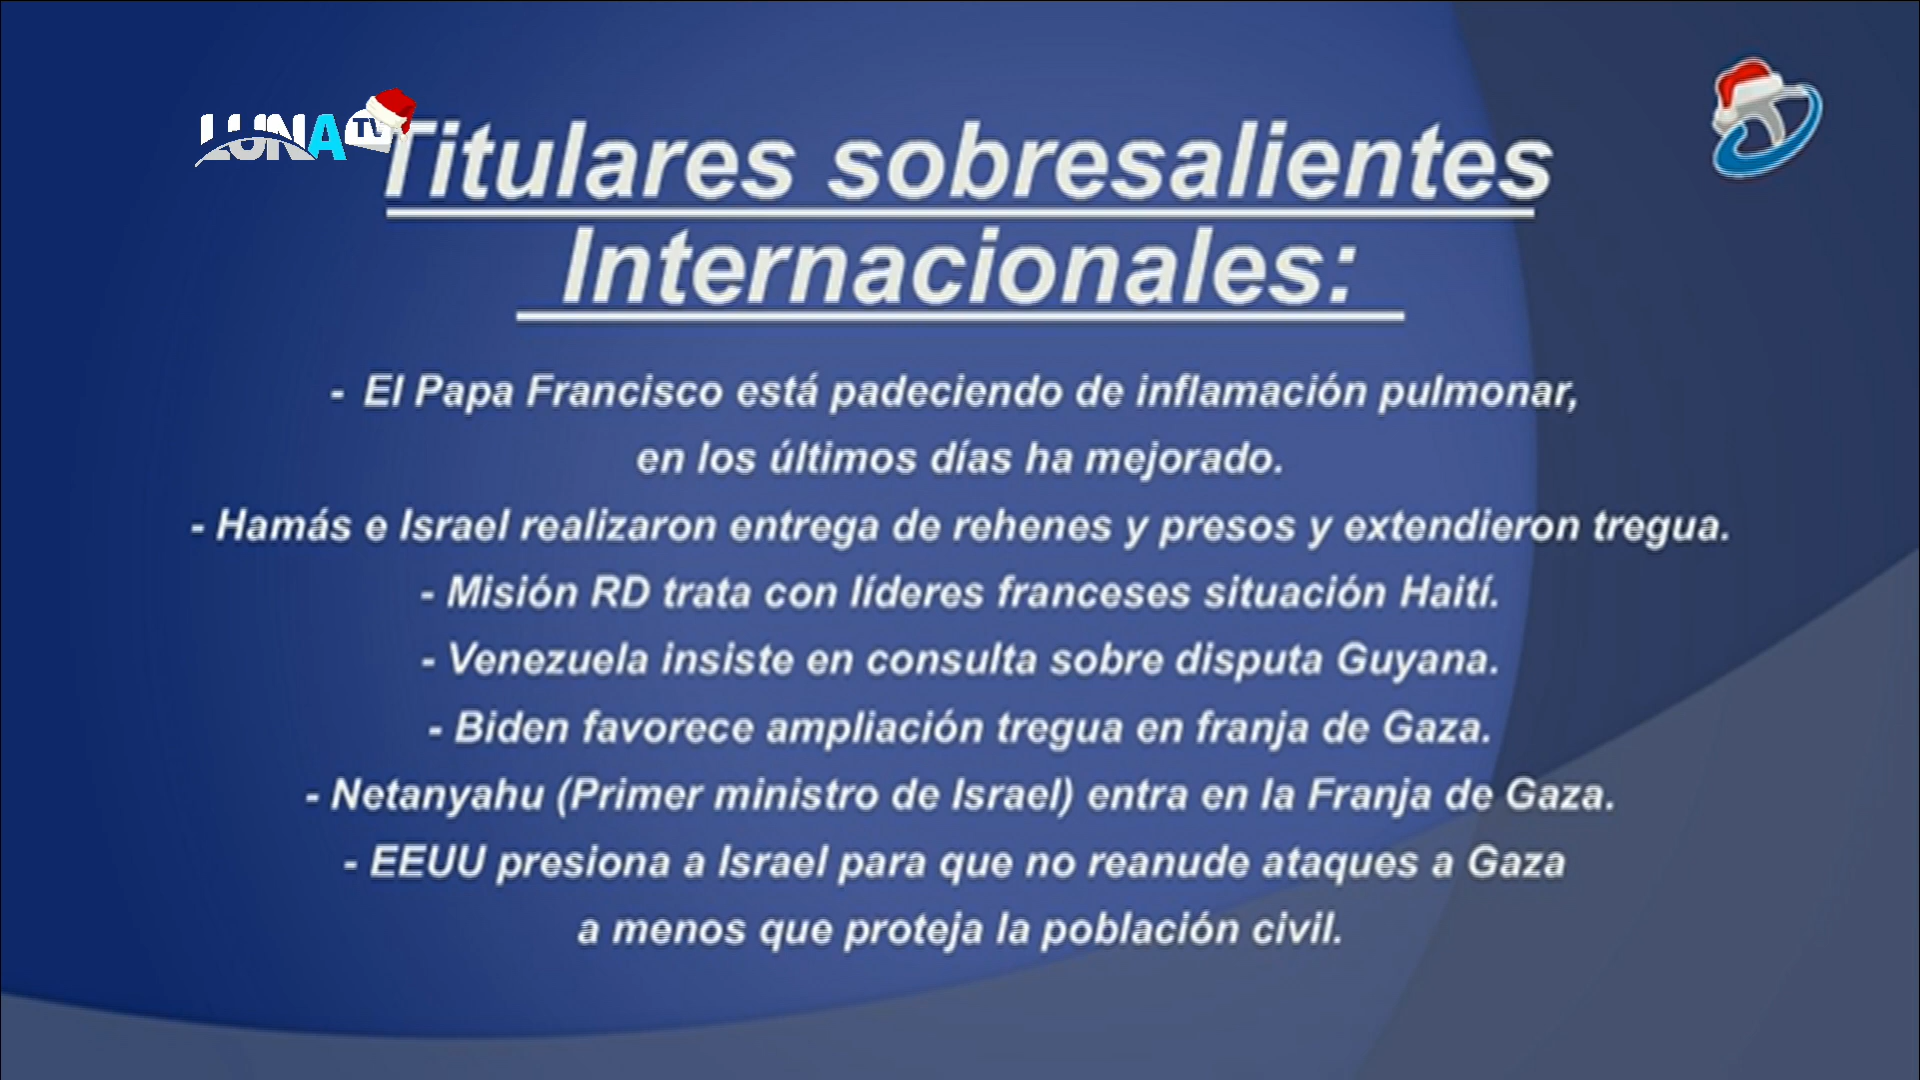 LUNA TV
Titulares sobresalientes
Internacionales:
- El Papa Francisco está padeciendo de inflamación pulmonar,
en los últimos días ha mejorado.
- Hamás e Israel realizaron entrega de rehenes y presos y extendieron tregua.
- Misión RD trata con líderes franceses situación Haití.
- Venezuela insiste en consulta sobre disputa Guyana.
- Biden favorece ampliación tregua en franja de Gaza.
- Netanyahu (Primer ministro de Israel) entra en la Franja de Gaza.
- EEUU presiona a Israel para que no reanude ataques a Gaza
a menos que proteja la población civil.